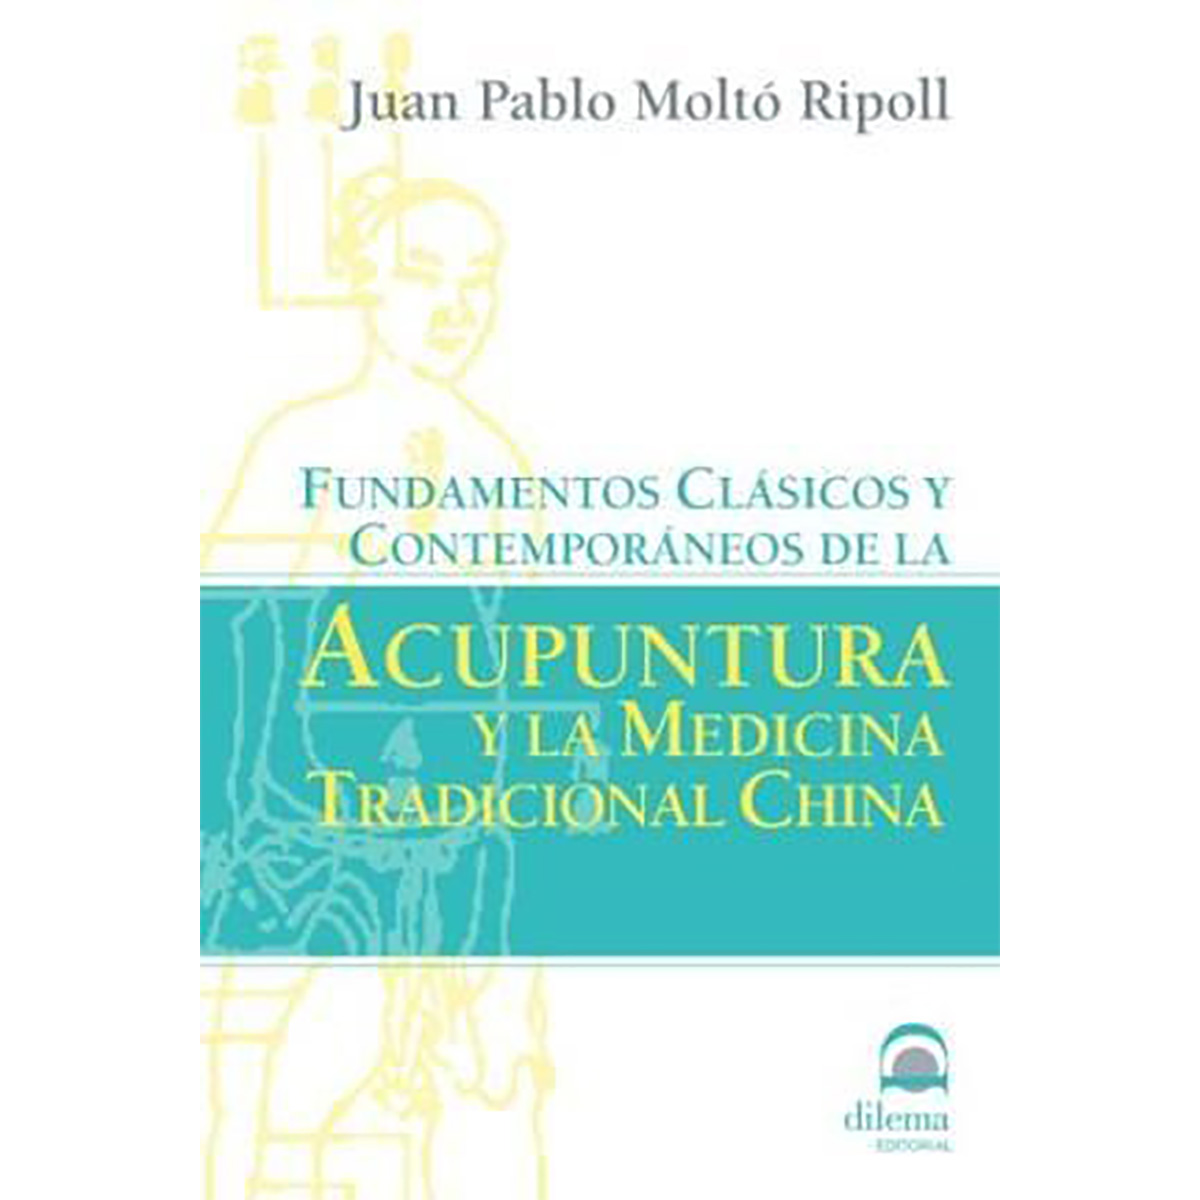 Juan Pablo Moltó Ripoll
Fundamentos Clásicos y
Contemporáneos de la
Acupuntura
y la Medicina
Tradicional China
dilema
EDITORIAL